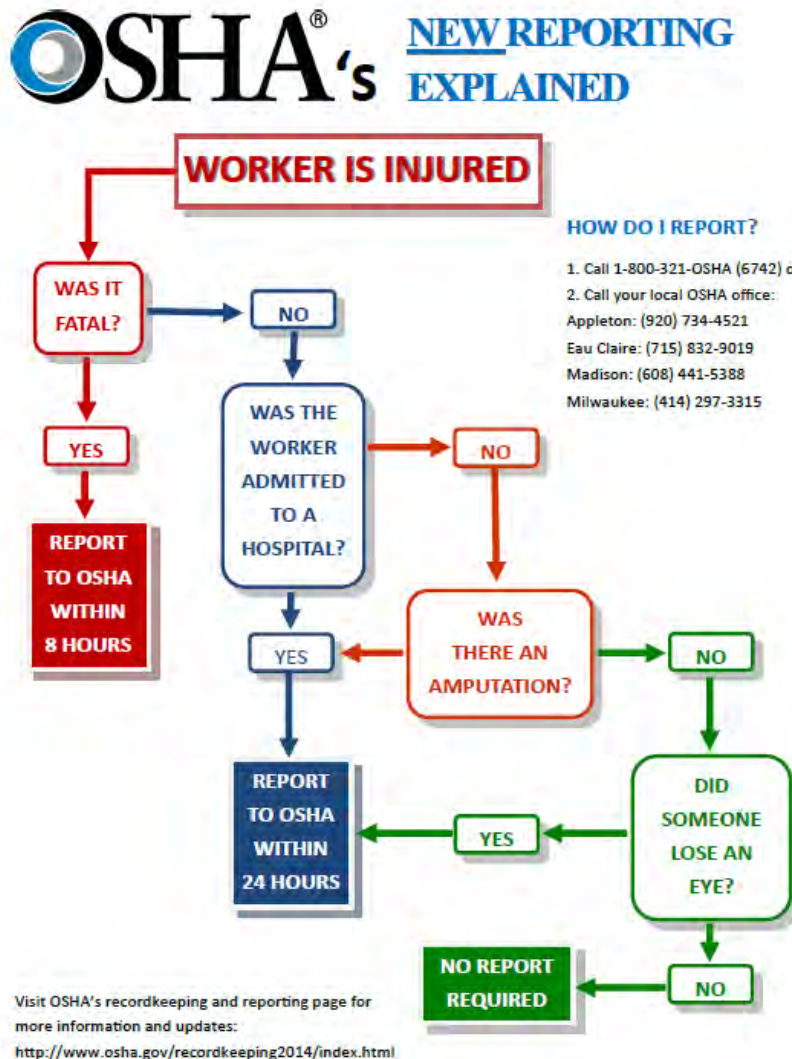 OSHA®'s NEW REPORTING
EXPLAINED
WORKER IS INJURED
HOW DO I REPORT?
1. Call 1-800-321-OSHA (6742) o
2. Call your local OSHA office:
Appleton: (920) 734-4521
Eau Claire: (715) 832-9019
Madison: (608) 441-5388
Milwaukee: (414) 297-3315
WAS IT
FATAL?
NO
YES
REPORT
TO OSHA
WITHIN
8 HOURS
WAS THE
WORKER
ADMITTED
TO A
HOSPITAL?
NO
YES
WAS
THERE AN
AMPUTATION?
NO
REPORT
TO OSHA
WITHIN
24 HOURS
YES
DID
SOMEONE
LOSE AN
EYE?
NO REPORT
REQUIRED
NO
Visit OSHA's recordkeeping and reporting page for
more information and updates:
http://www.osha.gov/recordkeeping2014/index.html